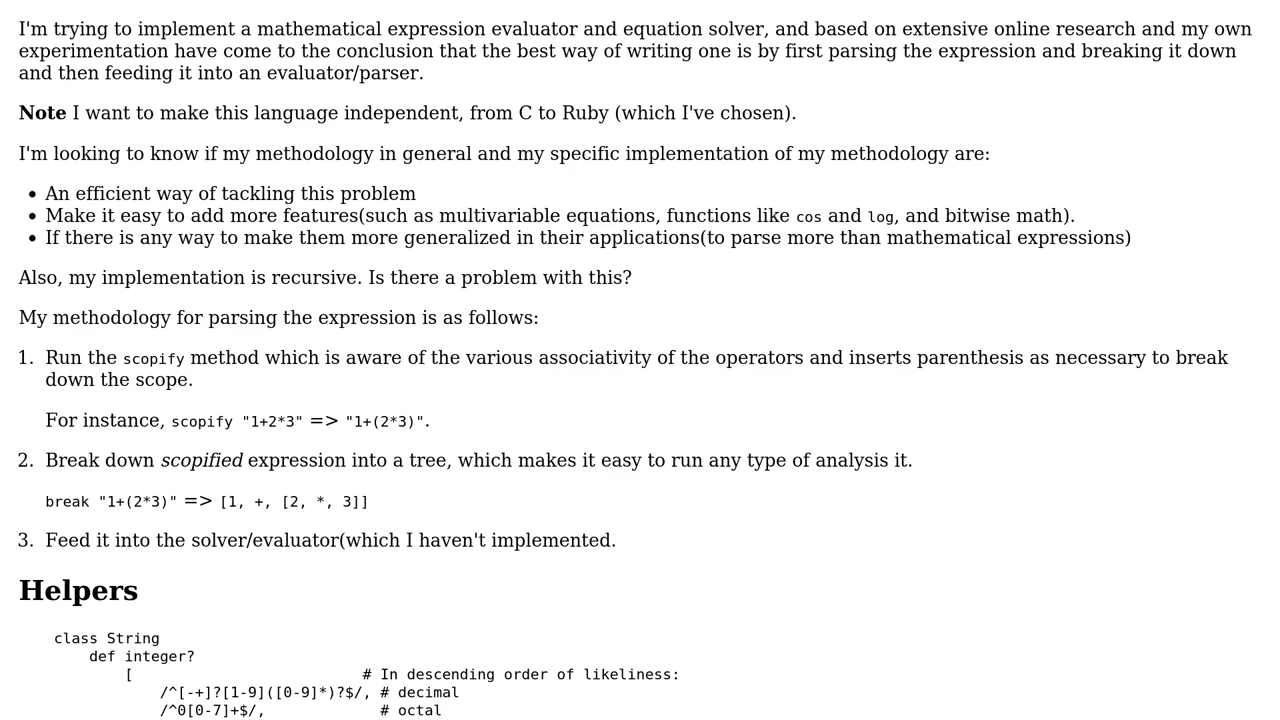 I'm trying to implement a mathematical expression evaluator and equation solver, and based on extensive online research and my own
experimentation have come to the conclusion that the best way of writing one is by first parsing the expression and breaking it down
and then feeding it into an evaluator/parser.
Note I want to make this language independent, from C to Ruby (which I've chosen).
I'm looking to know if my methodology in general and my specific implementation of my methodology are:
• An efficient way of tackling this problem
• Make it easy to add more features(such as multivariable equations, functions like cos and log, and bitwise math).
• If there is any way to make them more generalized in their applications(to parse more than mathematical expressions)
Also, my implementation is recursive. Is there a problem with this?
My methodology for parsing the expression is as follows:
1. Run the scopify method which is aware of the various associativity of the operators and inserts parenthesis as necessary to break
down the scope.
For instance, scopify "1+2*3" => "1+(2*3)".
2. Break down scopified expression into a tree, which makes it easy to run any type of analysis it.
break "1+(2*3)" => [1, +, [2, *, 3]]
3. Feed it into the solver/evaluator(which I haven't implemented.
Helpers
class String
    def integer?
        [                          # In descending order of likeliness:
            /^[-+]?[1-9]([0-9]*)?$/, # decimal
            /^0[0-7]+$/,             # octal